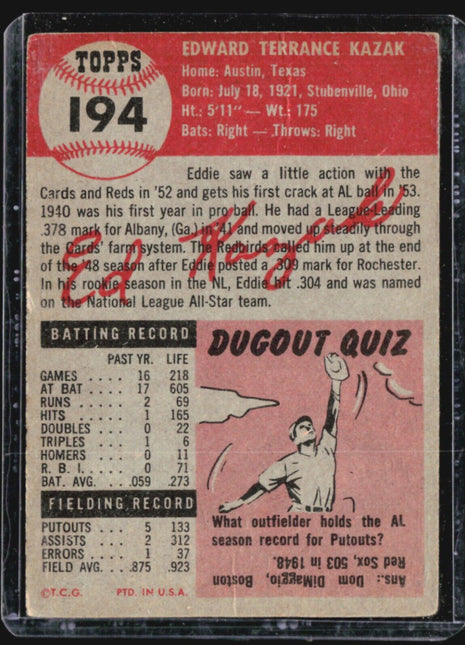 TOPPS
194
EDWARD TERRANCE KAZAK
Home: Austin, Texas
Born: July 18, 1921, Stubenville, Ohio
Ht.: 5'11" — Wt.: 175
Bats: Right — Throws: Right
Eddie saw a little action with the
Cards and Reds in '52 and gets his first crack at AL ball in '53.
1940 was his first year in pro ball. He had a League-Leading
.378 mark for Albany, (Ga.) in '41 and moved up steadily through
the Cards' farm system. The Redbirds called him up at the end
of the '48 season after Eddie posted a .309 mark for Rochester.
In his rookie season in the NL, Eddie hit .304 and was named
on the National League All-Star team.
Ed Kazak
BATTING RECORD
PAST YR. LIFE
GAMES .... 16 218
AT BAT .... 17 605
RUNS ..... 2 69
HITS ..... 1 165
DOUBLES .. 0 22
TRIPLES ... 1 6
HOMERS ... 0 11
R. B. I. .... 0 71
BAT. AVG. . .059 .273
FIELDING RECORD
PUTOUTS ... 5 133
ASSISTS ... 2 312
ERRORS .... 1 37
FIELD AVG. .. .875 .923
©T.C.G. PTD. IN U.S.A.
DUGOUT QUIZ
What outfielder holds the AL
season record for Putouts?
Ans.: Dom DiMaggio, Boston
Red Sox, 503, in 1948.